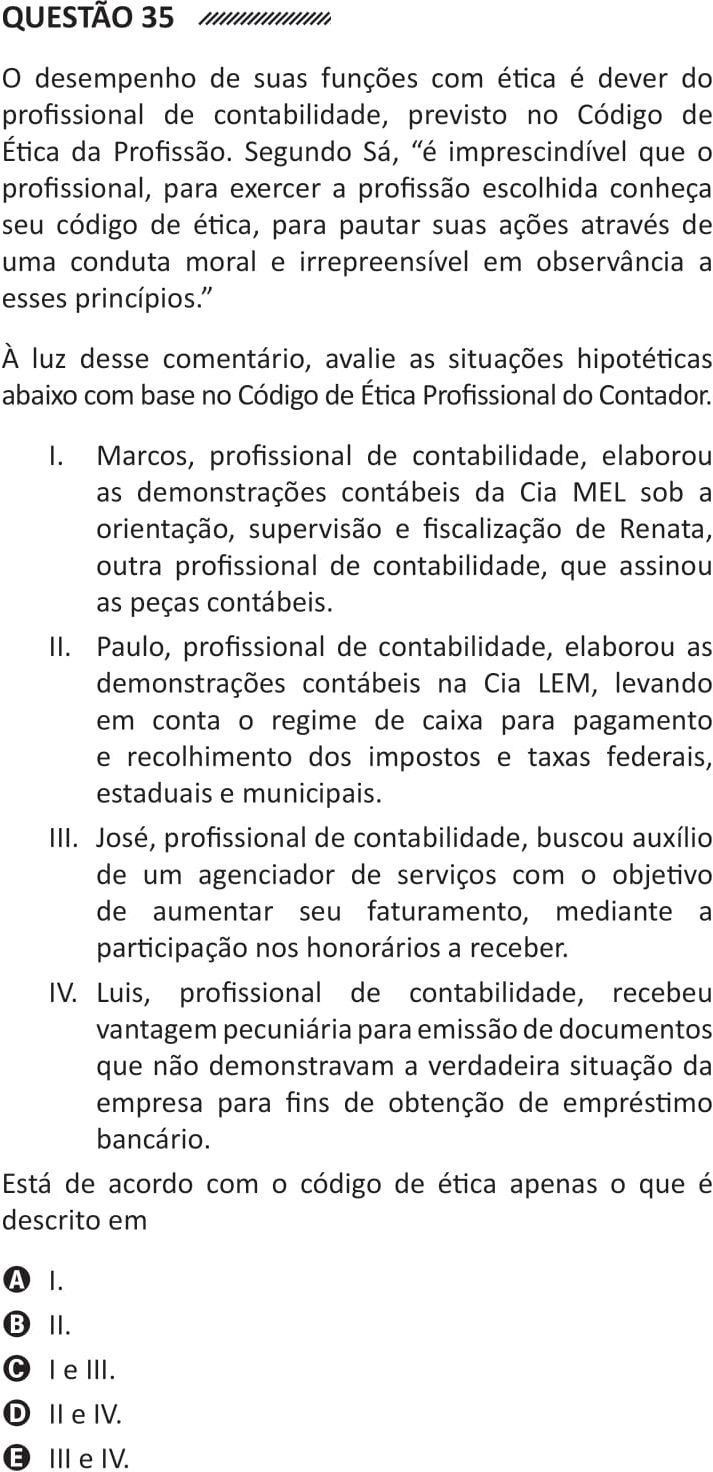 QUESTÃO 35
O desempenho de suas funções com ética é dever do
profissional de contabilidade, previsto no Código de
Ética da Profissão. Segundo Sá, “é imprescindível que o
profissional, para exercer a profissão escolhida conheça
seu código de ética, para pautar suas ações através de
uma conduta moral e irrepreensível em observância a
esses princípios.”
À luz desse comentário, avalie as situações hipotéticas
abaixo com base no Código de Ética Profissional do Contador.
I. Marcos, profissional de contabilidade, elaborou
as demonstrações contábeis da Cia MEL sob a
orientação, supervisão e fiscalização de Renata,
outra profissional de contabilidade, que assinou
as peças contábeis.
II. Paulo, profissional de contabilidade, elaborou as
demonstrações contábeis na Cia LEM, levando
em conta o regime de caixa para pagamento
e recolhimento dos impostos e taxas federais,
estaduais e municipais.
III. José, profissional de contabilidade, buscou auxílio
de um agenciador de serviços com o objetivo
de aumentar seu faturamento, mediante a
participação nos honorários a receber.
IV. Luis, profissional de contabilidade, recebeu
vantagem pecuniária para emissão de documentos
que não demonstravam a verdadeira situação da
empresa para fins de obtenção de empréstimo
bancário.
Está de acordo com o código de ética apenas o que é
descrito em
A I.
B II.
C I e III.
D II e IV.
E III e IV.